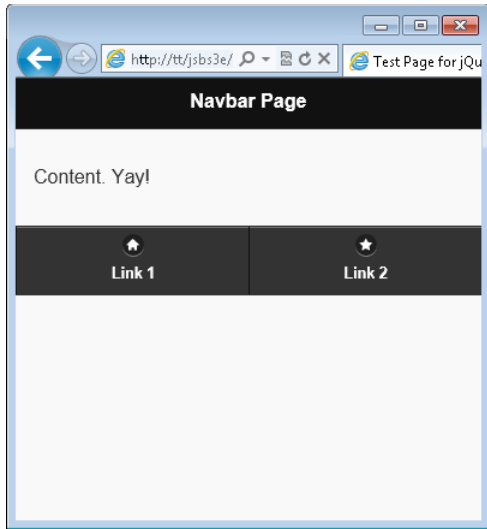 http://tt/jsbs3e/
Test Page for jQu
Navbar Page
Content. Yay!
Link 1
Link 2